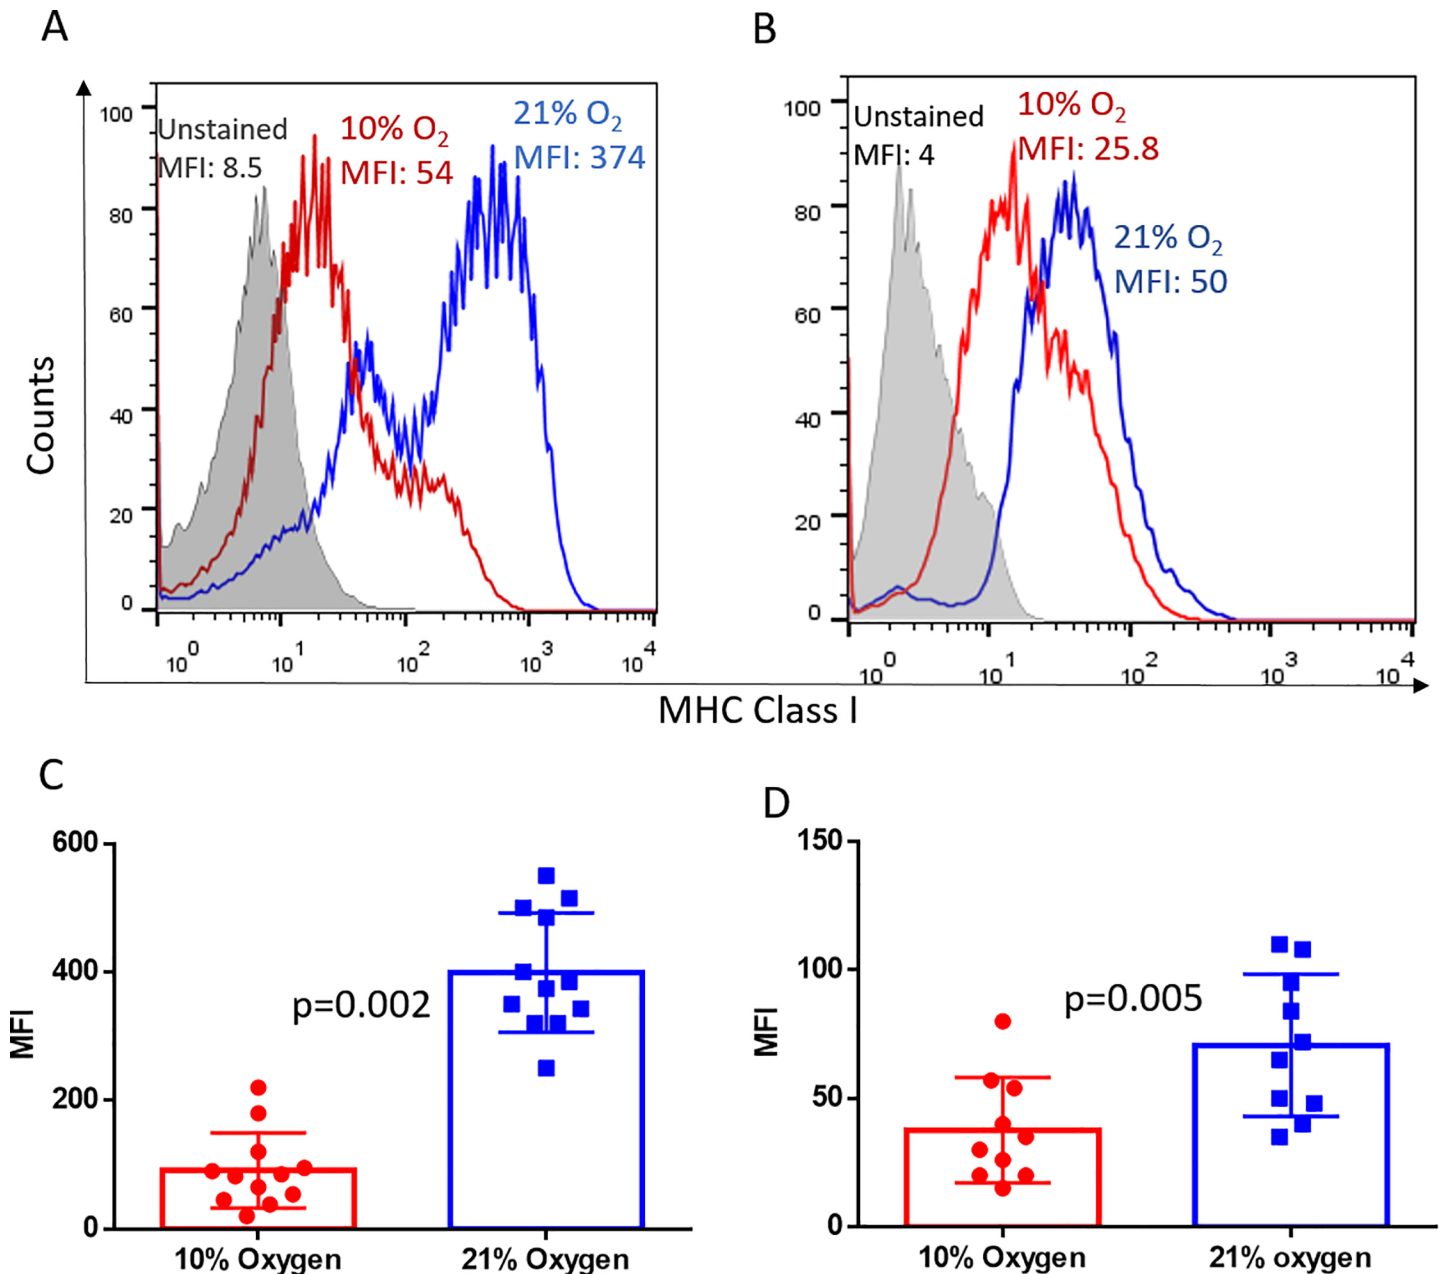 A
B
Unstained
MFI: 8.5
10% O2
MFI: 54
21% O2
MFI: 374
100
80
60
40
20
0
10^0
10^1
10^2
10^3
10^4
Counts
Unstained
MFI: 4
10% O2
MFI: 25.8
21% O2
MFI: 50
100
80
60
40
20
0
10^0
10^1
10^2
10^3
10^4
MHC Class I
C
600
400
200
0
MFI
p=0.002
10% Oxygen
21% Oxygen
D
150
100
50
0
MFI
p=0.005
10% Oxygen
21% oxygen